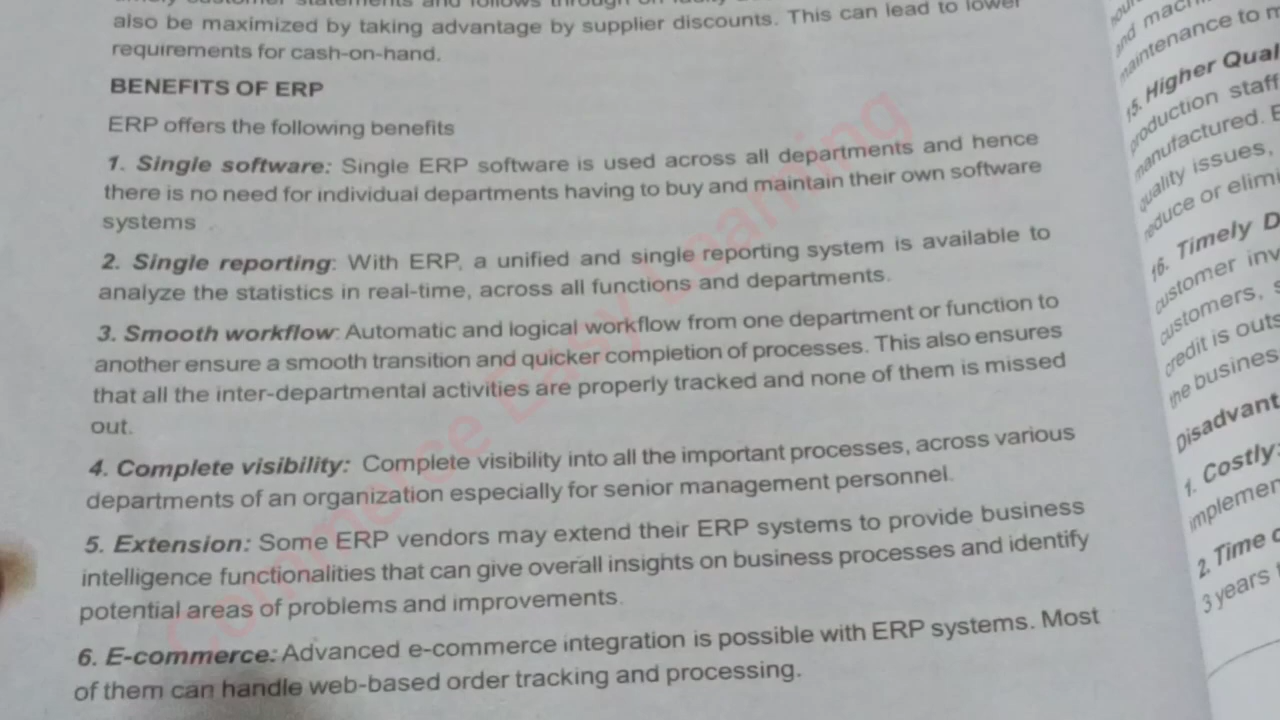 also be maximized by taking advantage by supplier discounts. This can lead to lower
requirements for cash-on-hand.
BENEFITS OF ERP
ERP offers the following benefits
1. Single software: Single ERP software is used across all departments and hence
there is no need for individual departments having to buy and maintain their own software
systems
2. Single reporting: With ERP, a unified and single reporting system is available to
analyze the statistics in real-time, across all functions and departments.
3. Smooth workflow: Automatic and logical workflow from one department or function to
another ensure a smooth transition and quicker completion of processes. This also ensures
that all the inter-departmental activities are properly tracked and none of them is missed
out.
4. Complete visibility: Complete visibility into all the important processes, across various
departments of an organization especially for senior management personnel.
5. Extension: Some ERP vendors may extend their ERP systems to provide business
intelligence functionalities that can give overall insights on business processes and identify
potential areas of problems and improvements.
6. E-commerce: Advanced e-commerce integration is possible with ERP systems. Most
of them can handle web-based order tracking and processing.
Commerce Easy Learning
maintenance to
15. Higher
production staff
manufactured.
quality issues,
reduce or
16. Timely
customer
customers,
credit is
the
1. Costly:
2. Time
3 years